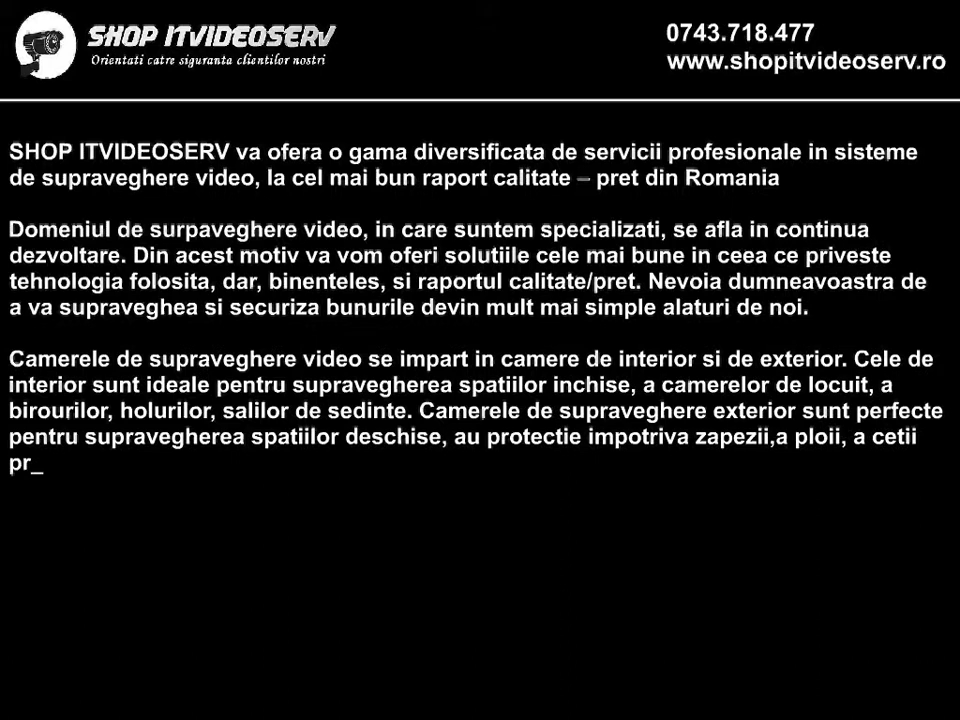 SHOP ITVIDEOSERV
Orientati catre siguranta clientilor nostri
0743.718.477
www.shopitvideoserv.ro
SHOP ITVIDEOSERV va ofera o gama diversificata de servicii profesionale in sisteme
de supraveghere video, la cel mai bun raport calitate – pret din Romania
Domeniul de surpaveghere video, in care suntem specializati, se afla in continua
dezvoltare. Din acest motiv va vom oferi solutiile cele mai bune in ceea ce priveste
tehnologia folosita, dar, binenteles, si raportul calitate/pret. Nevoia dumneavoastra de
a va supraveghea si securiza bunurile devin mult mai simple alaturi de noi.
Camerele de supraveghere video se impart in camere de interior si de exterior. Cele de
interior sunt ideale pentru supravegherea spatiilor inchise, a camerelor de locuit, a
birourilor, holurilor, salilor de sedinte. Camerele de supraveghere exterior sunt perfecte
pentru supravegherea spatiilor deschise, au protectie impotriva zapezii,a ploii, a cetii
pr_